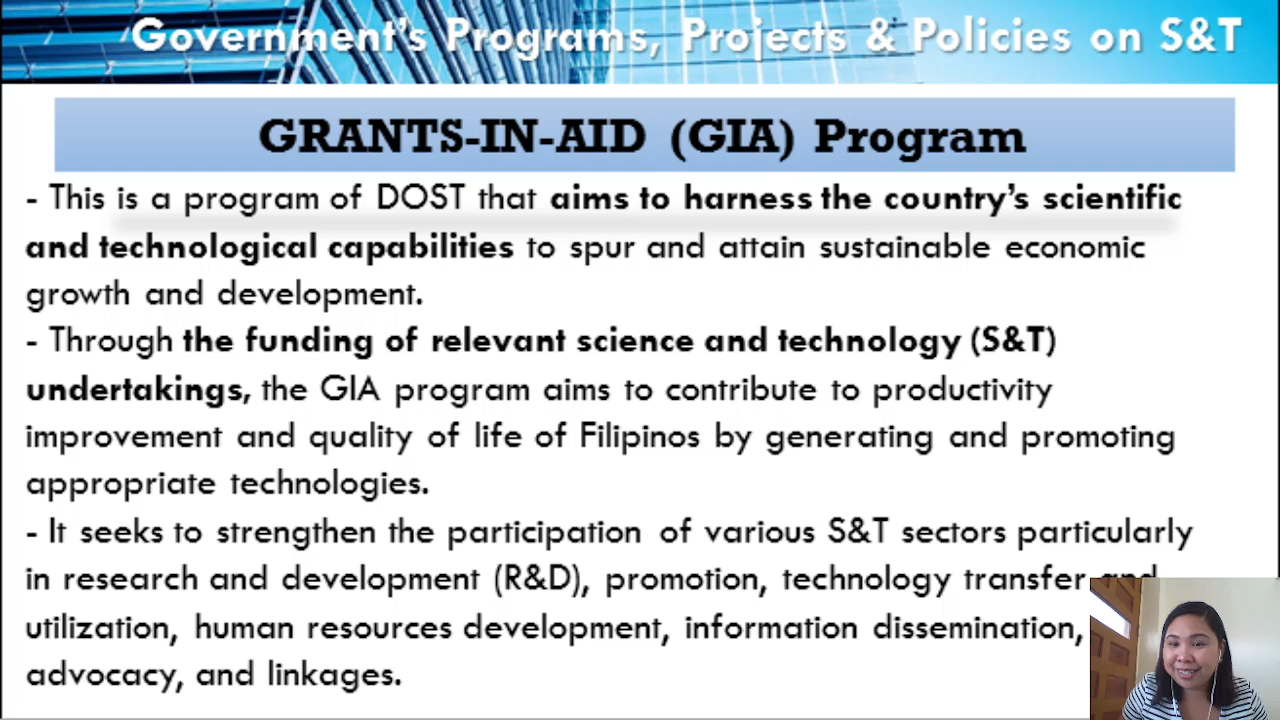 Government's Programs, Projects & Policies on S&T
GRANTS-IN-AID (GIA) Program
- This is a program of DOST that aims to harness the country's scientific
and technological capabilities to spur and attain sustainable economic
growth and development.
- Through the funding of relevant science and technology (S&T)
undertakings, the GIA program aims to contribute to productivity
improvement and quality of life of Filipinos by generating and promoting
appropriate technologies.
- It seeks to strengthen the participation of various S&T sectors particularly
in research and development (R&D), promotion, technology transfer and
utilization, human resources development, information dissemination,
advocacy, and linkages.